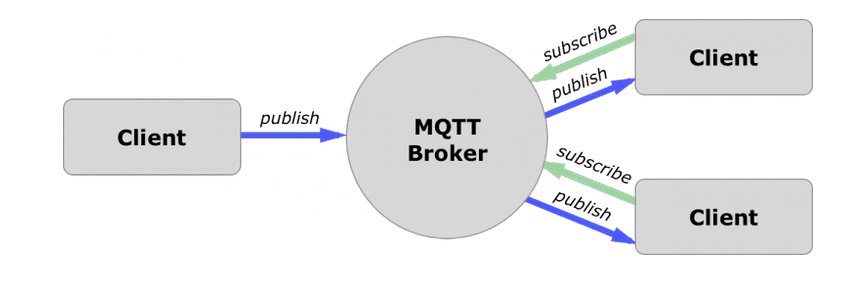 Client
publish
MQTT
Broker
subscribe
publish
Client
subscribe
publish
Client